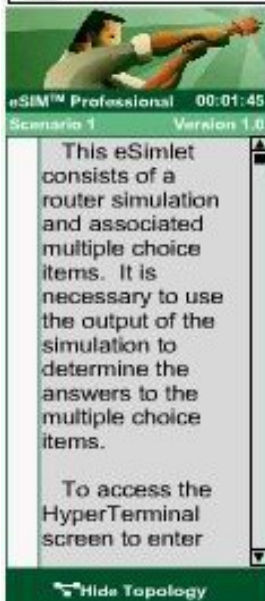 eSIM™ Professional 00:01:45
Scenario 1 Version 1.0
This eSimlet
consists of a
router simulation
and associated
multiple choice
items. It is
necessary to use
the output of the
simulation to
determine the
answers to the
multiple choice
items.
To access the
HyperTerminal
screen to enter
Hide Topology